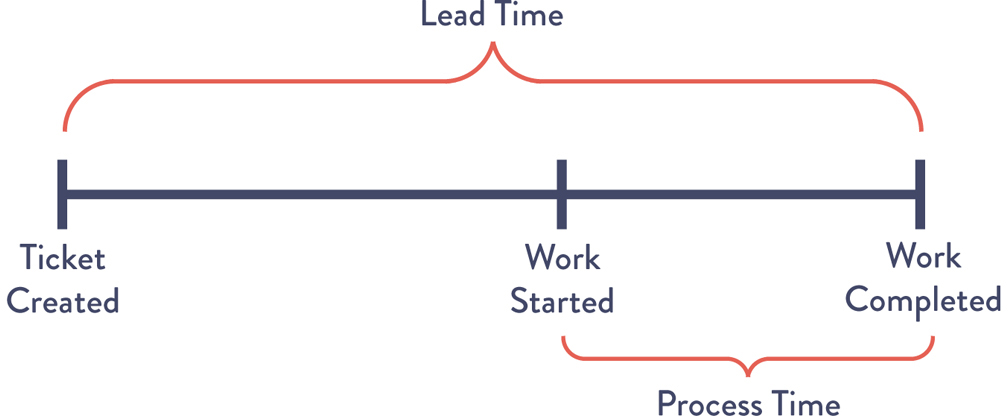 Lead Time
Ticket
Created
Work
Started
Work
Completed
Process Time